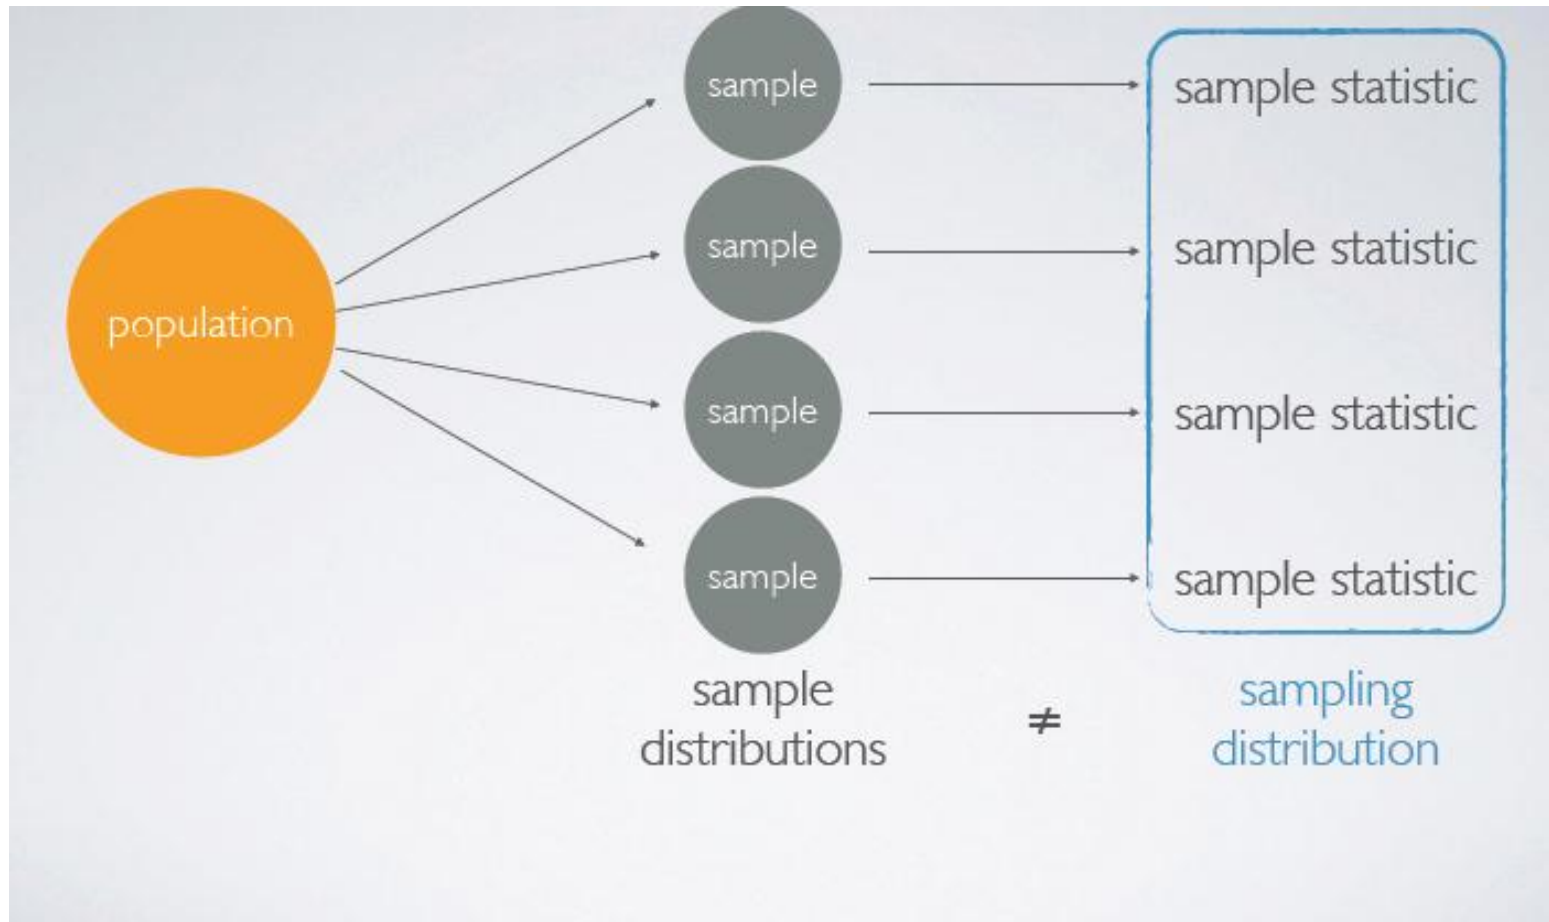 sample
sample statistic
sample
sample statistic
population
sample
sample statistic
sample
sample statistic
sample
distributions
≠
sampling
distribution